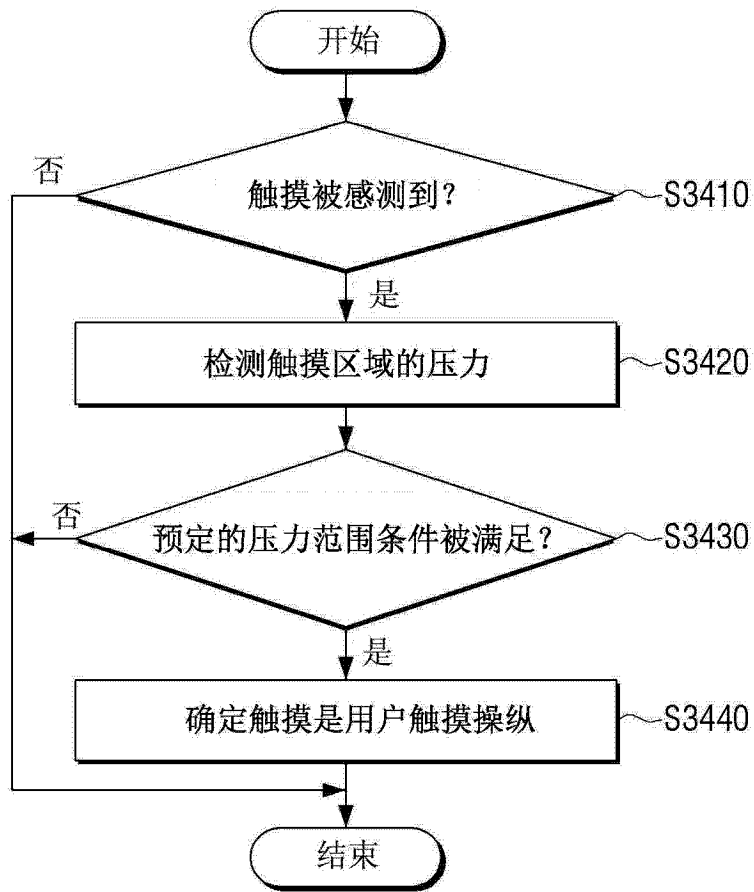 开始
否
触摸被感测到？
S3410
是
检测触摸区域的压力
S3420
否
预定的压力范围条件被满足？
S3430
是
确定触摸是用户触摸操纵
S3440
结束